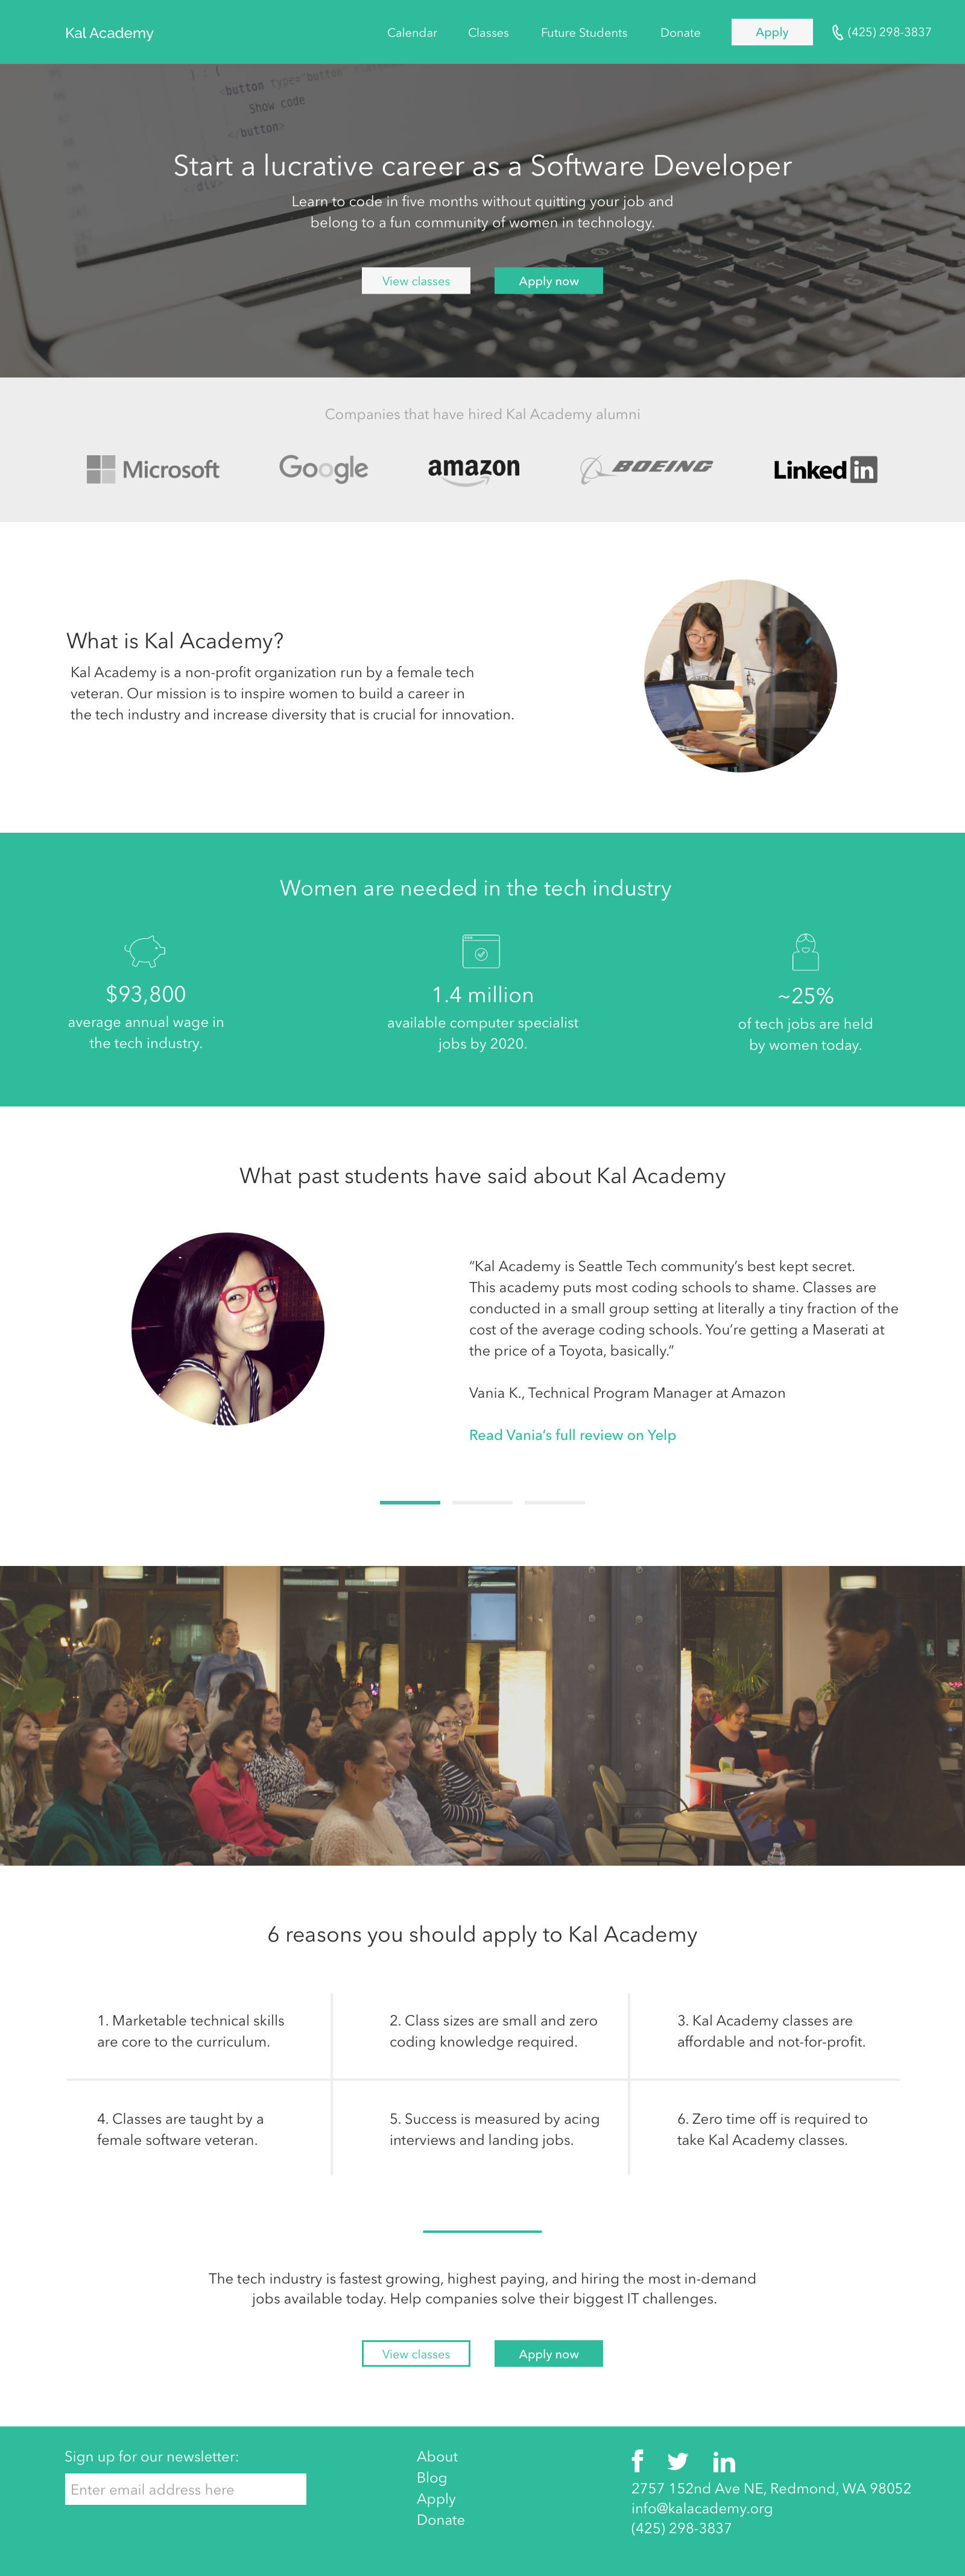 Kal Academy
Calendar
Classes
Future Students
Donate
Apply
(425) 298-3837
<button type="button"
Show code
</button>
</div>
Start a lucrative career as a Software Developer
Learn to code in five months without quitting your job and
belong to a fun community of women in technology.
View classes
Apply now
Companies that have hired Kal Academy alumni
Microsoft
Google
amazon
BOEING
Linked in
What is Kal Academy?
Kal Academy is a non-profit organization run by a female tech
veteran. Our mission is to inspire women to build a career in
the tech industry and increase diversity that is crucial for innovation.
Women are needed in the tech industry
$93,800
average annual wage in
the tech industry.
1.4 million
available computer specialist
jobs by 2020.
~25%
of tech jobs are held
by women today.
What past students have said about Kal Academy
“Kal Academy is Seattle Tech community’s best kept secret.
This academy puts most coding schools to shame. Classes are
conducted in a small group setting at literally a tiny fraction of the
cost of the average coding schools. You’re getting a Maserati at
the price of a Toyota, basically.”
Vania K., Technical Program Manager at Amazon
Read Vania’s full review on Yelp
6 reasons you should apply to Kal Academy
1. Marketable technical skills
are core to the curriculum.
2. Class sizes are small and zero
coding knowledge required.
3. Kal Academy classes are
affordable and not-for-profit.
4. Classes are taught by a
female software veteran.
5. Success is measured by acing
interviews and landing jobs.
6. Zero time off is required to
take Kal Academy classes.
The tech industry is fastest growing, highest paying, and hiring the most in-demand
jobs available today. Help companies solve their biggest IT challenges.
View classes
Apply now
Sign up for our newsletter:
Enter email address here
About
Blog
Apply
Donate
f
in
2757 152nd Ave NE, Redmond, WA 98052
info@kalacademy.org
(425) 298-3837